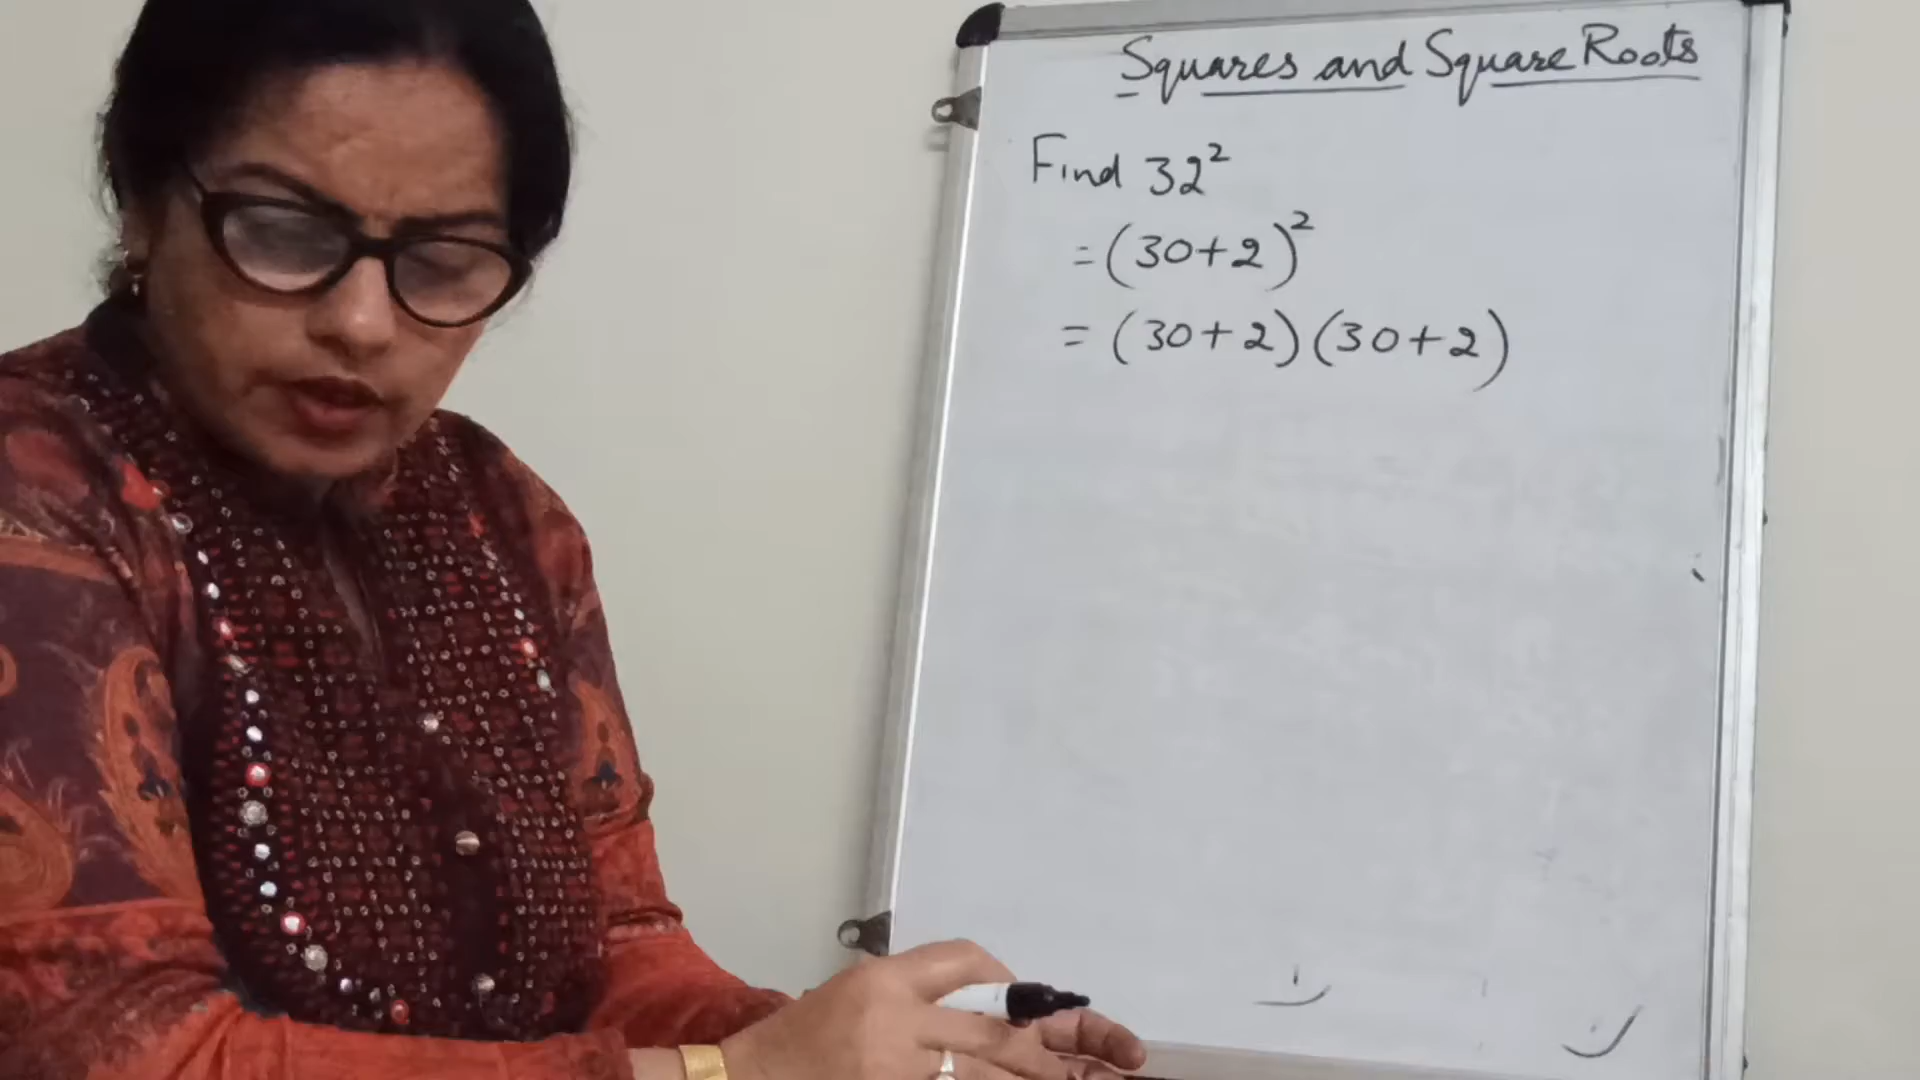 Squares and Square Roots
Find 32²
= (30+2)²
= (30+2)(30+2)